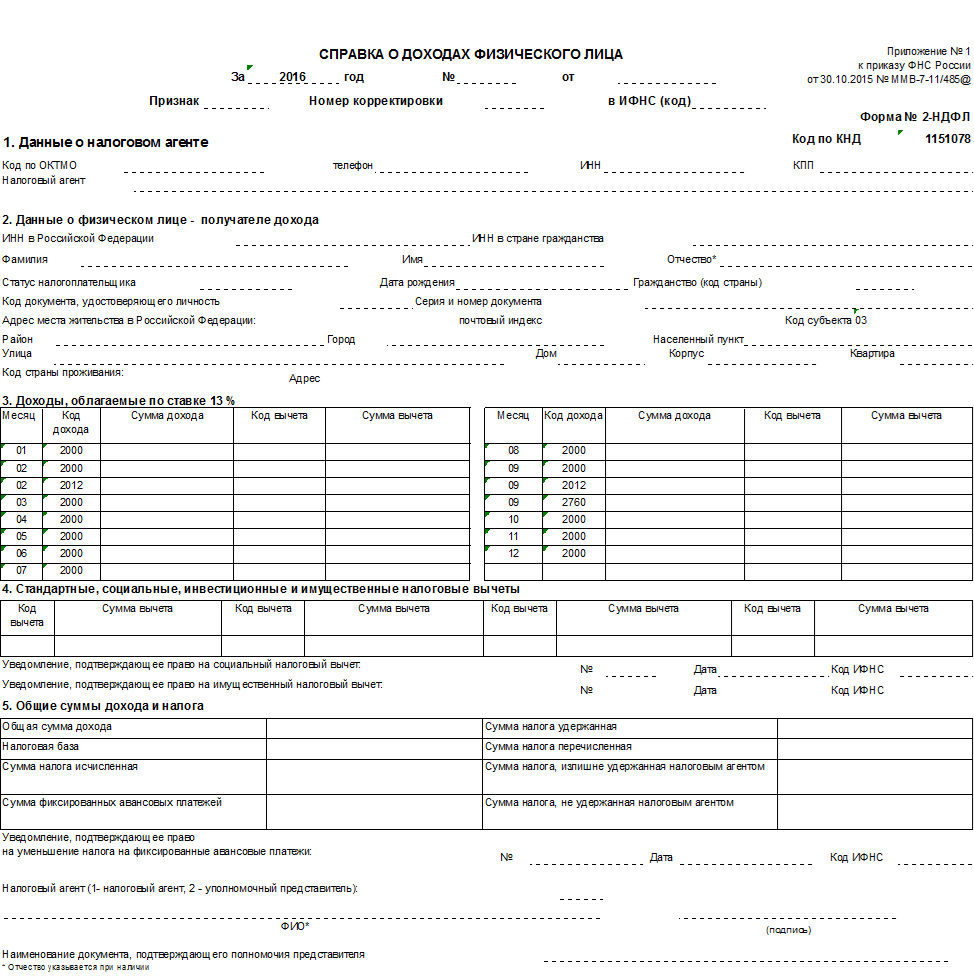 СПРАВКА О ДОХОДАХ ФИЗИЧЕСКОГО ЛИЦА
Приложение № 1
к приказу ФНС России
от 30.10.2015 № ММВ-7-11/485@
За 2016 год № от
Признак Номер корректировки в ИФНС (код)
Форма № 2-НДФЛ
Код по КНД 1151078
1. Данные о налоговом агенте
Код по ОКТМО телефон ИНН КПП
Налоговый агент
2. Данные о физическом лице - получателе дохода
ИНН в Российской Федерации ИНН в стране гражданства
Фамилия Имя Отчество*
Статус налогоплательщика Дата рождения Гражданство (код страны)
Код документа, удостоверяющего личность Серия и номер документа
Адрес места жительства в Российской Федерации: почтовый индекс Код субъекта 03
Район Город Населенный пункт
Улица Дом Корпус Квартира
Код страны проживания: Адрес
3. Доходы, облагаемые по ставке 13 %
Месяц Код дохода Сумма дохода Код вычета Сумма вычета Месяц Код дохода Сумма дохода Код вычета Сумма вычета
01 2000 08 2000
02 2000 09 2000
02 2012 09 2012
03 2000 09 2760
04 2000 10 2000
05 2000 11 2000
06 2000 12 2000
07 2000
4. Стандартные, социальные, инвестиционные и имущественные налоговые вычеты
Код вычета Сумма вычета Код вычета Сумма вычета Код вычета Сумма вычета Код вычета Сумма вычета
Уведомление, подтверждающее право на социальный налоговый вычет: № Дата Код ИФНС
Уведомление, подтверждающее право на имущественный налоговый вычет: № Дата Код ИФНС
5. Общие суммы дохода и налога
Общая сумма дохода Сумма налога удержанная
Налоговая база Сумма налога перечисленная
Сумма налога исчисленная Сумма налога, излишне удержанная налоговым агентом
Сумма фиксированных авансовых платежей Сумма налога, не удержанная налоговым агентом
Уведомление, подтверждающее право
на уменьшение налога на фиксированные авансовые платежи: № Дата Код ИФНС
Налоговый агент (1- налоговый агент, 2 - уполномочный представитель):
ФИО* (подпись)
Наименование документа, подтверждающего полномочия представителя
* Отчество указывается при наличии